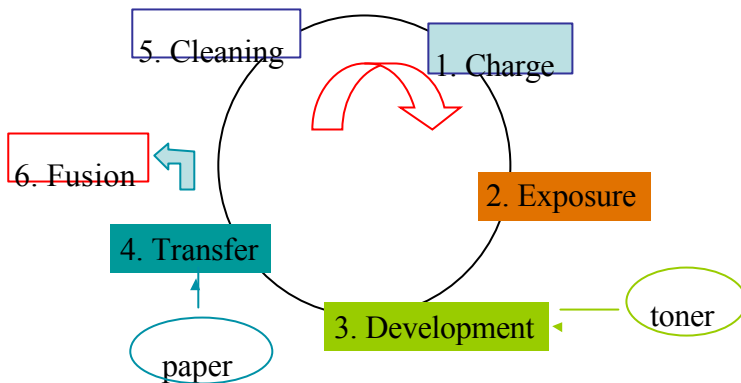 5. Cleaning
1. Charge
6. Fusion
2. Exposure
4. Transfer
3. Development
toner
paper